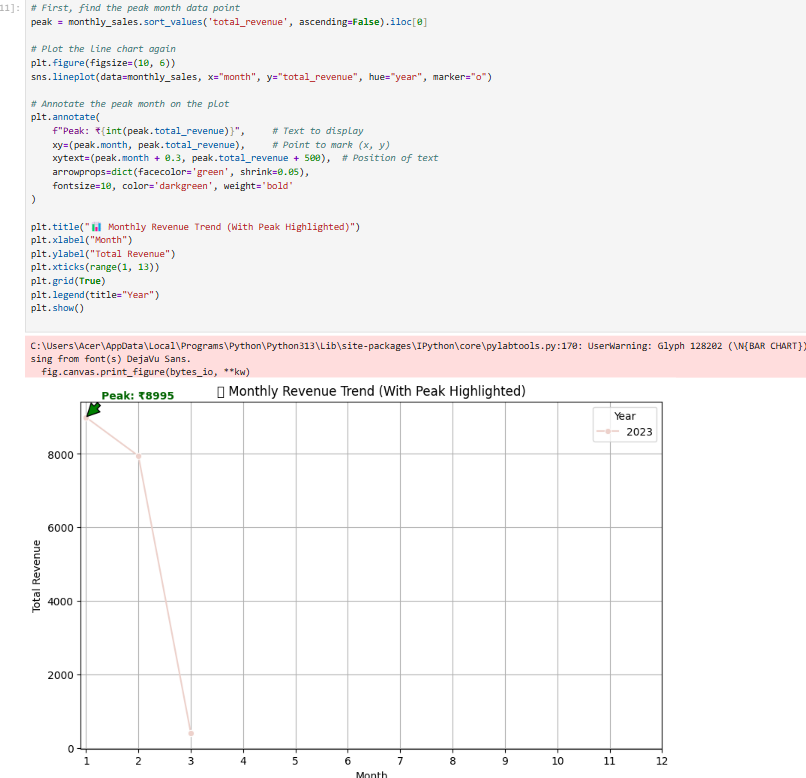 11]:
# First, find the peak month data point
peak = monthly_sales.sort_values('total_revenue', ascending=False).iloc[0]
# Plot the line chart again
plt.figure(figsize=(10, 6))
sns.lineplot(data=monthly_sales, x="month", y="total_revenue", hue="year", marker="o")
# Annotate the peak month on the plot
plt.annotate(
    f"Peak: ₹{int(peak.total_revenue)}",     # Text to display
    xy=(peak.month, peak.total_revenue),     # Point to mark (x, y)
    xytext=(peak.month + 0.3, peak.total_revenue + 500),  # Position of text
    arrowprops=dict(facecolor='green', shrink=0.05),
    fontsize=10, color='darkgreen', weight='bold'
)
plt.title("📊 Monthly Revenue Trend (With Peak Highlighted)")
plt.xlabel("Month")
plt.ylabel("Total Revenue")
plt.xticks(range(1, 13))
plt.grid(True)
plt.legend(title="Year")
plt.show()
C:\Users\Acer\AppData\Local\Programs\Python\Python313\Lib\site-packages\IPython\core\pylabtools.py:170: UserWarning: Glyph 128202 (\N{BAR CHART})
sing from font(s) DejaVu Sans.
  fig.canvas.print_figure(bytes_io, **kw)
Peak: ₹8995
Monthly Revenue Trend (With Peak Highlighted)
Year
2023
8000
6000
4000
2000
0
Total Revenue
1 2 3 4 5 6 7 8 9 10 11 12
Month